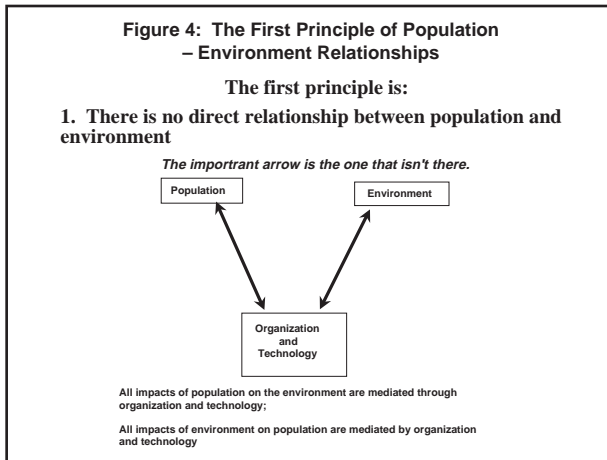 Figure 4:  The First Principle of Population
– Environment Relationships
The first principle is:
1.  There is no direct relationship between population and
environment
The importrant arrow is the one that isn't there.
Population
Environment
Organization
and
Technology
All impacts of population on the environment are mediated through
organization and technology;
All impacts of environment on population are mediated by organization
and technology